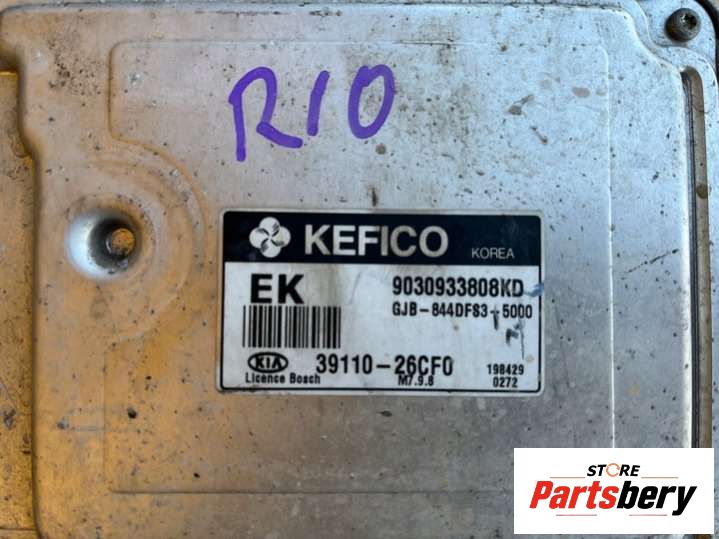 RIO
KEFICO KOREA
EK 9030933808KD
GJB-844DFS3-5000
KIA 39110-26CF0 198429
Licence Bosch M7.9.8 0272
STORE
Partsbery